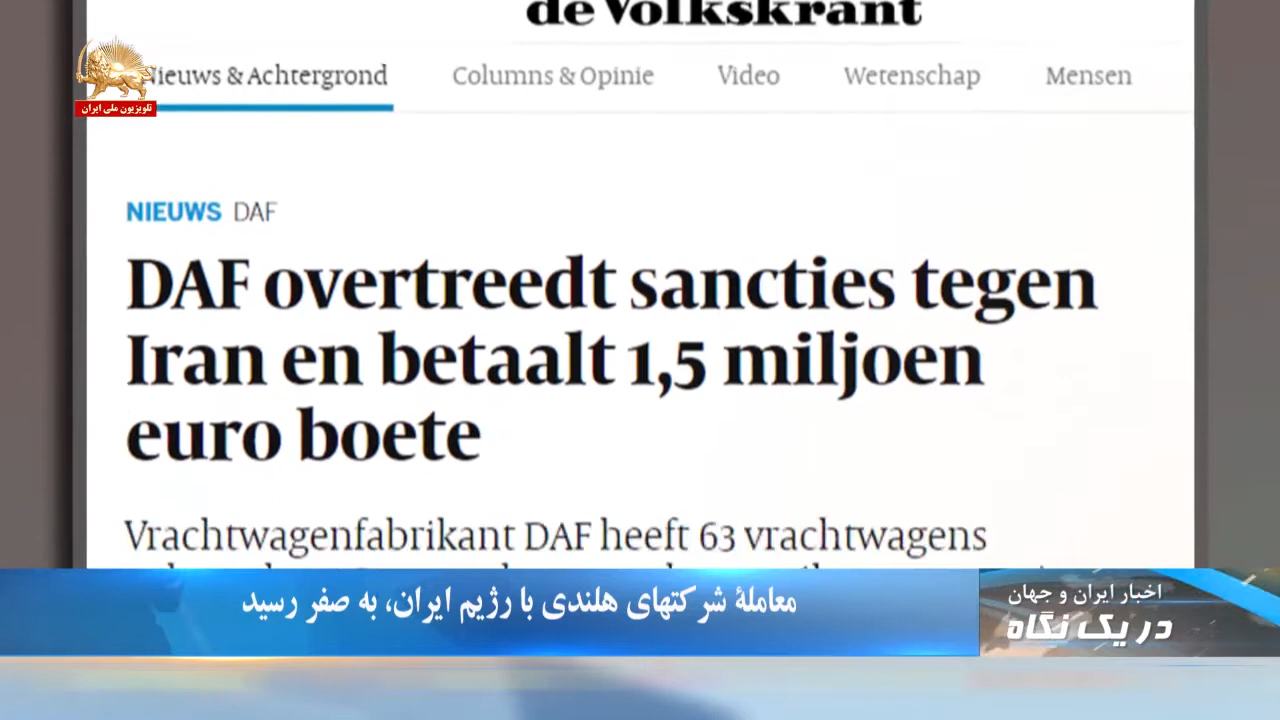 de Volkskrant
Nieuws & Achtergrond
Columns & Opinie
Video
Wetenschap
Mensen
تلویزیون ملی ایران
NIEUWS DAF
DAF overtreedt sancties tegen
Iran en betaalt 1,5 miljoen
euro boete
Vrachtwagenfabrikant DAF heeft 63 vrachtwagens
معاملهٔ شرکتهای هلندی با رژیم ایران، به صفر رسید
اخبار ایران و جهان
در یک نگاه